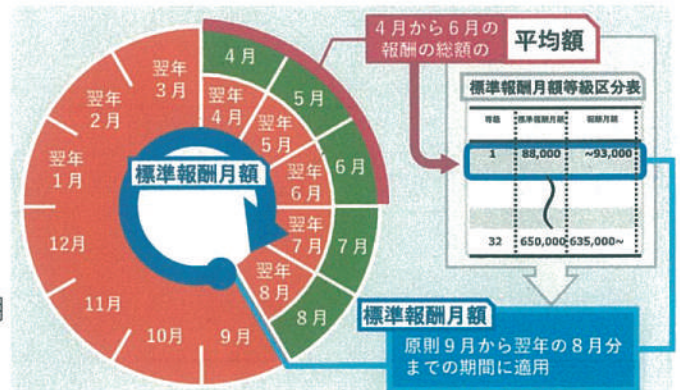 4月から6月の
報酬の総額の
平均額
標準報酬月額等級区分表
等級 標準報酬月額 報酬月額
1 88,000 ~93,000
32 650,000 635,000~
標準報酬月額
原則9月から翌年の8月分
までの期間に適用
標準報酬月額
4月
5月
6月
7月
8月
9月
10月
11月
12月
翌年
1月
翌年
2月
翌年
3月
翌年
4月
翌年
5月
翌年
6月
翌年
7月
翌年
8月